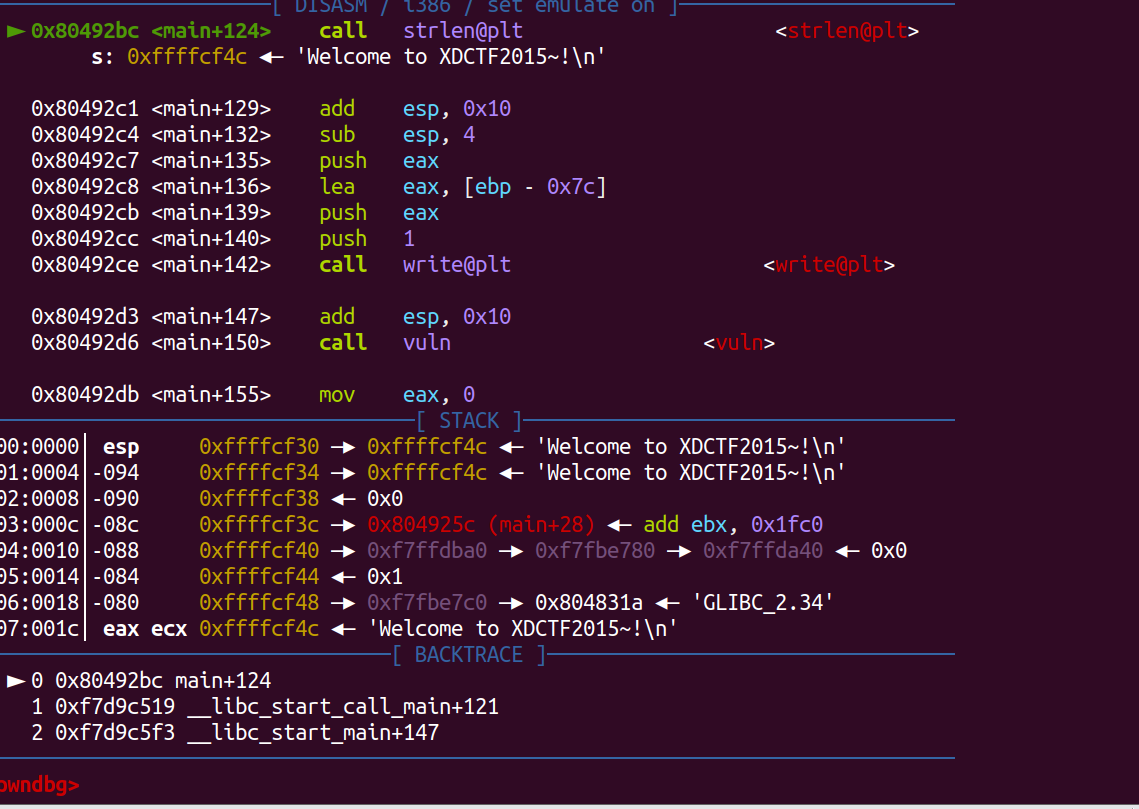 [ DISASM / i386 / set emulate on ]
► 0x80492bc <main+124> call strlen@plt <strlen@plt>
s: 0xffffcf4c ◂— 'Welcome to XDCTF2015~!\n'
0x80492c1 <main+129> add esp, 0x10
0x80492c4 <main+132> sub esp, 4
0x80492c7 <main+135> push eax
0x80492c8 <main+136> lea eax, [ebp - 0x7c]
0x80492cb <main+139> push eax
0x80492cc <main+140> push 1
0x80492ce <main+142> call write@plt <write@plt>
0x80492d3 <main+147> add esp, 0x10
0x80492d6 <main+150> call vuln <vuln>
0x80492db <main+155> mov eax, 0
[ STACK ]
00:0000│ esp 0xffffcf30 —▸ 0xffffcf4c ◂— 'Welcome to XDCTF2015~!\n'
01:0004│-094 0xffffcf34 —▸ 0xffffcf4c ◂— 'Welcome to XDCTF2015~!\n'
02:0008│-090 0xffffcf38 ◂— 0x0
03:000c│-08c 0xffffcf3c —▸ 0x804925c (main+28) ◂— add ebx, 0x1fc0
04:0010│-088 0xffffcf40 —▸ 0xf7ffdba0 —▸ 0xf7fbe780 —▸ 0xf7ffda40 ◂— 0x0
05:0014│-084 0xffffcf44 ◂— 0x1
06:0018│-080 0xffffcf48 —▸ 0xf7fbe7c0 —▸ 0x804831a ◂— 'GLIBC_2.34'
07:001c│ eax ecx 0xffffcf4c ◂— 'Welcome to XDCTF2015~!\n'
[ BACKTRACE ]
► 0 0x80492bc main+124
1 0xf7d9c519 __libc_start_call_main+121
2 0xf7d9c5f3 __libc_start_main+147
pwndbg>